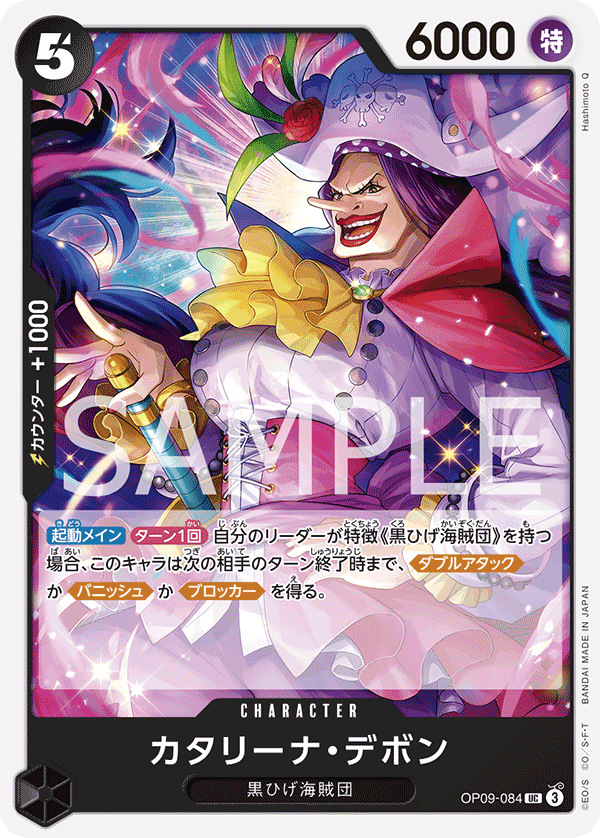 5
6000 特
Hashimoto Q
カウンター +1000
SAMPLE
起動メイン ターン1回 自分のリーダーが特徴《黒ひげ海賊団》を持つ
場合、このキャラは次の相手のターン終了時まで、ダブルアタック
か バニッシュ か ブロッカー を得る。
CHARACTER
カタリーナ・デボン
黒ひげ海賊団
OP09-084 UC 3
©E.O/S ©O/S・F・T BANDAI MADE IN JAPAN